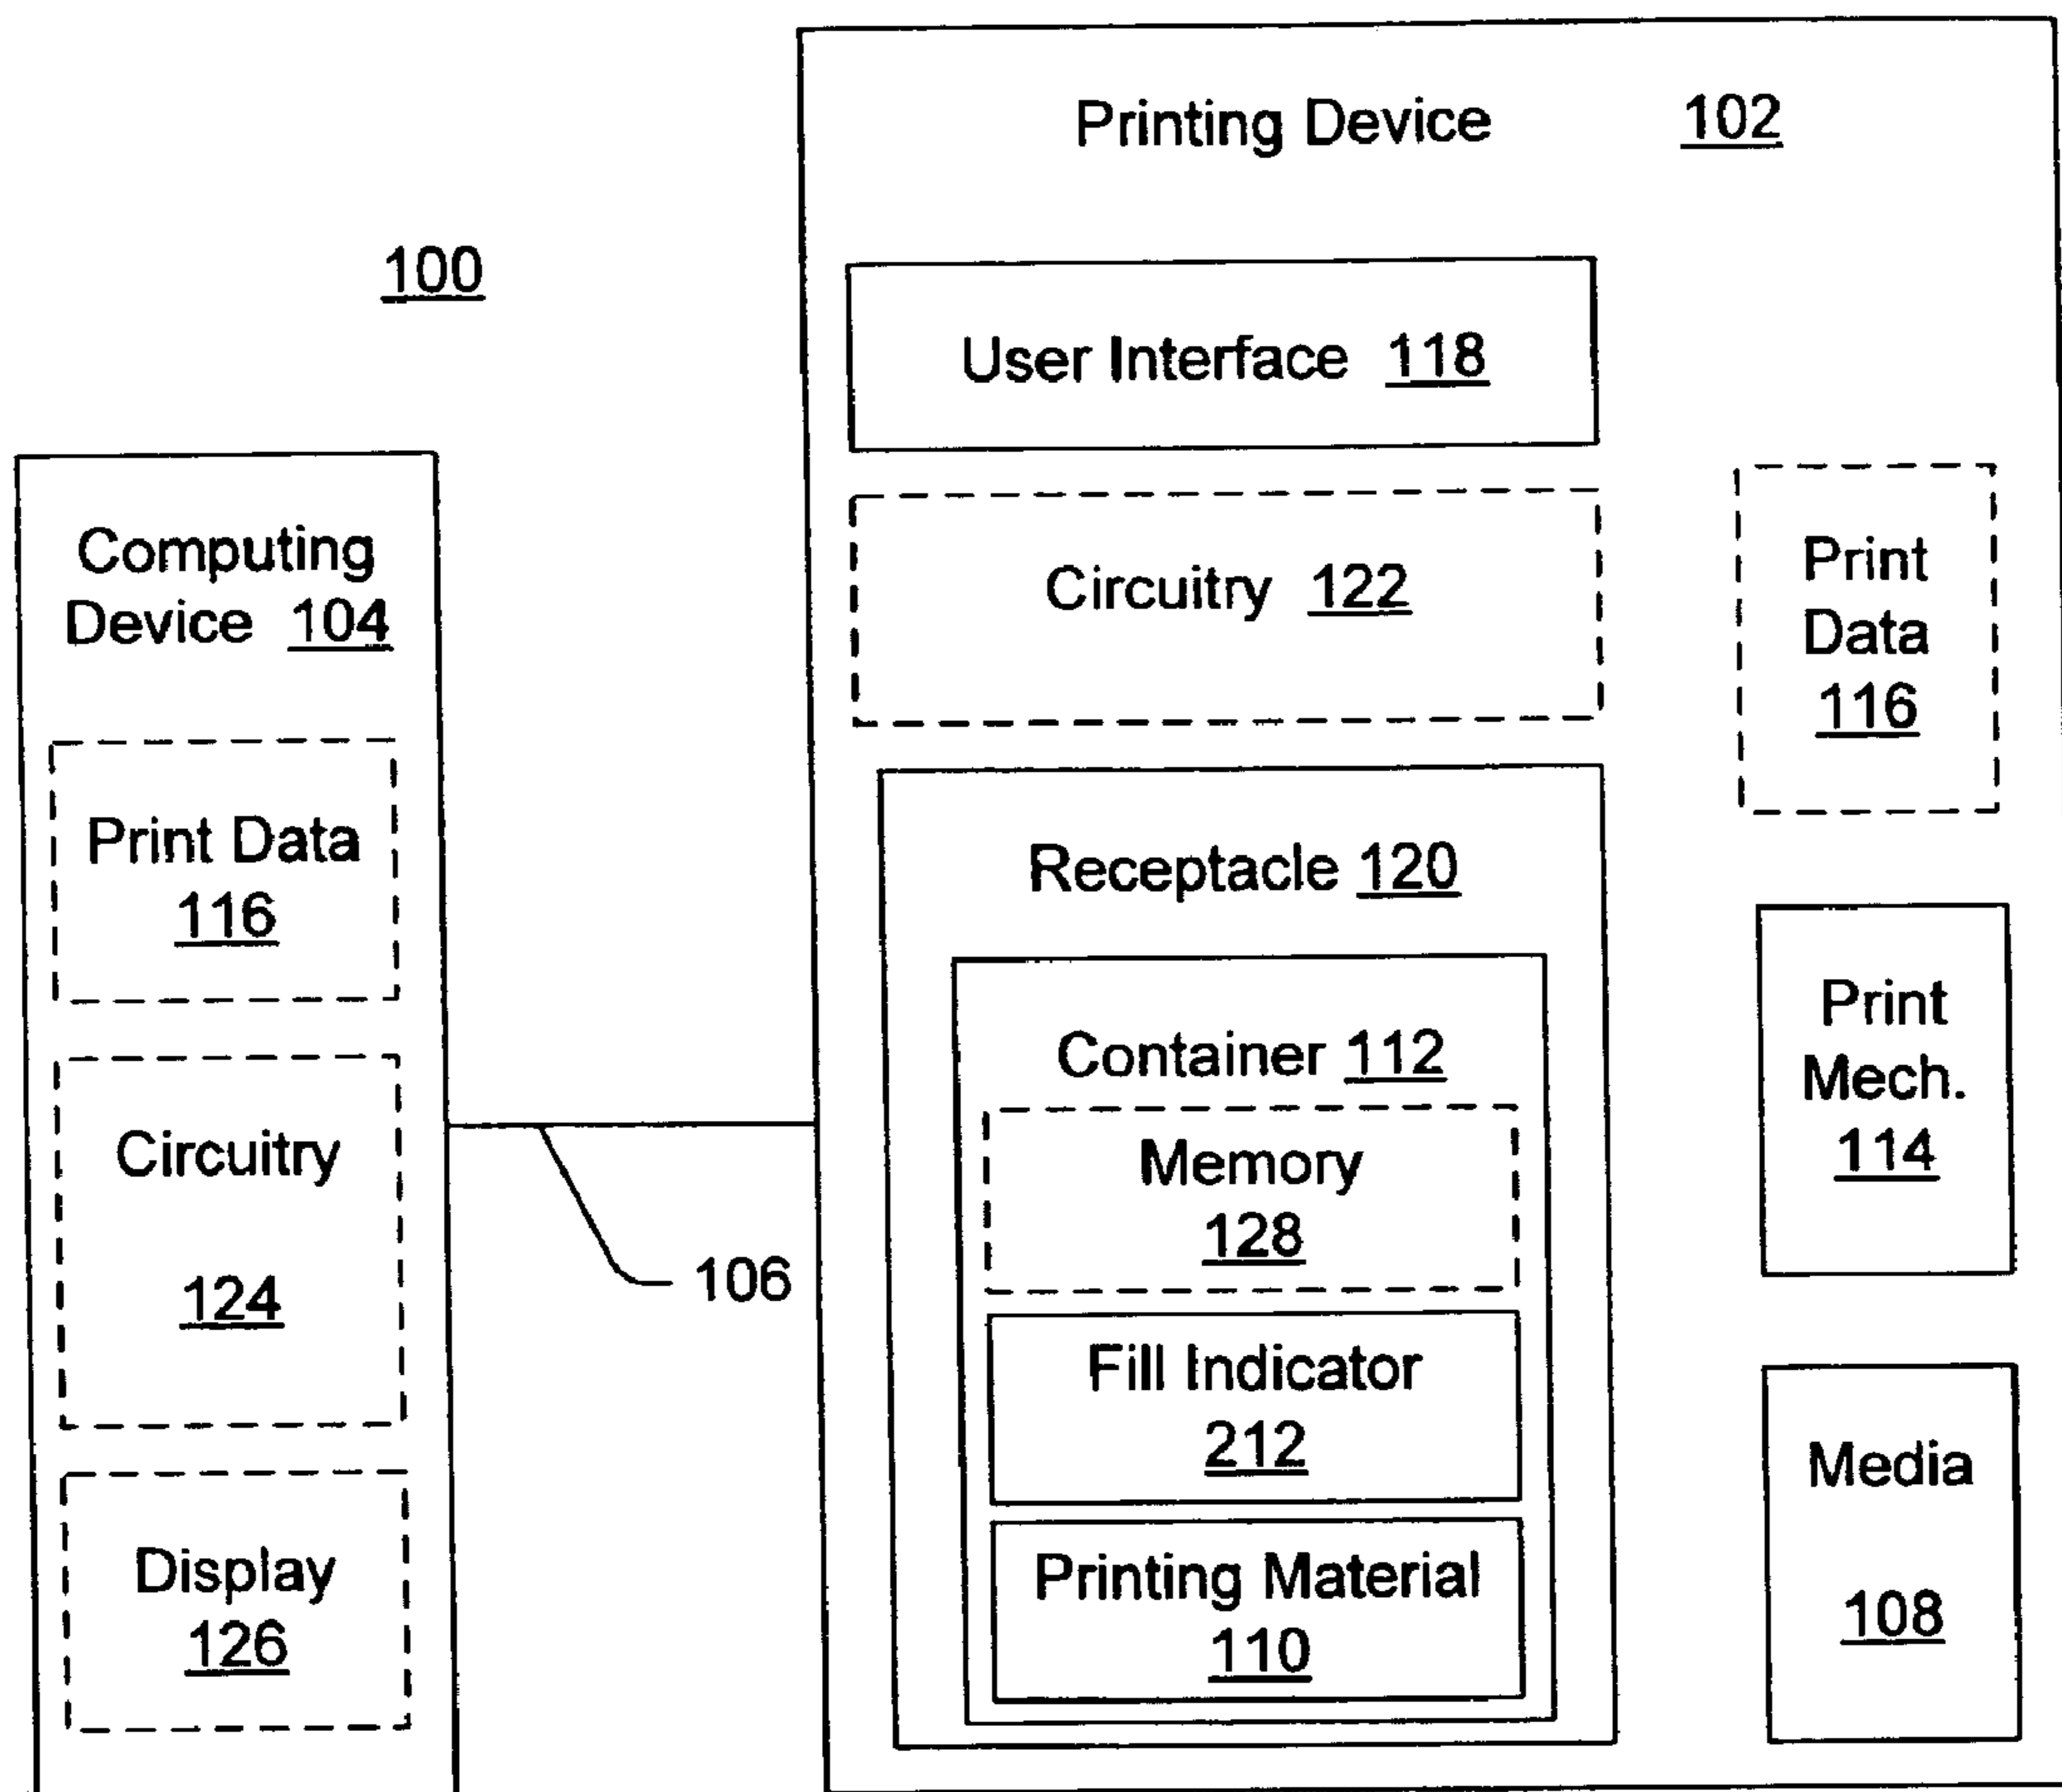 100
Computing
Device 104
Print Data
116
Circuitry
124
Display
126
106
Printing Device 102
User Interface 118
Circuitry 122
Receptacle 120
Container 112
Memory
128
Fill Indicator
212
Printing Material
110
Print
Data
116
Print
Mech.
114
Media
108